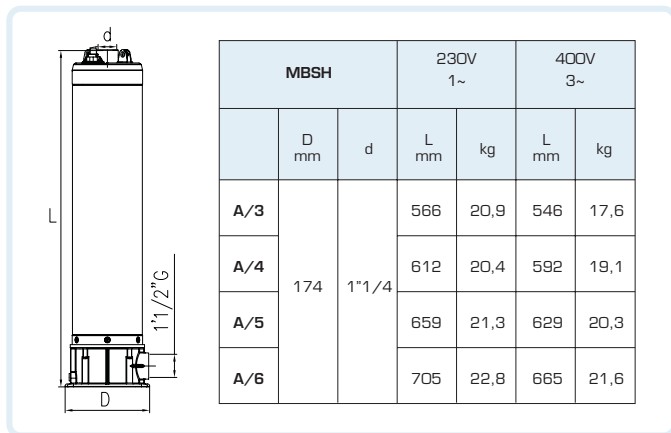 d
L
1'1/2"G
D
MBSH 230V 400V
1~ 3~
D d L kg L kg
mm mm mm
A/3 566 20,9 546 17,6
A/4 612 20,4 592 19,1
174 1"1/4
A/5 659 21,3 629 20,3
A/6 705 22,8 665 21,6